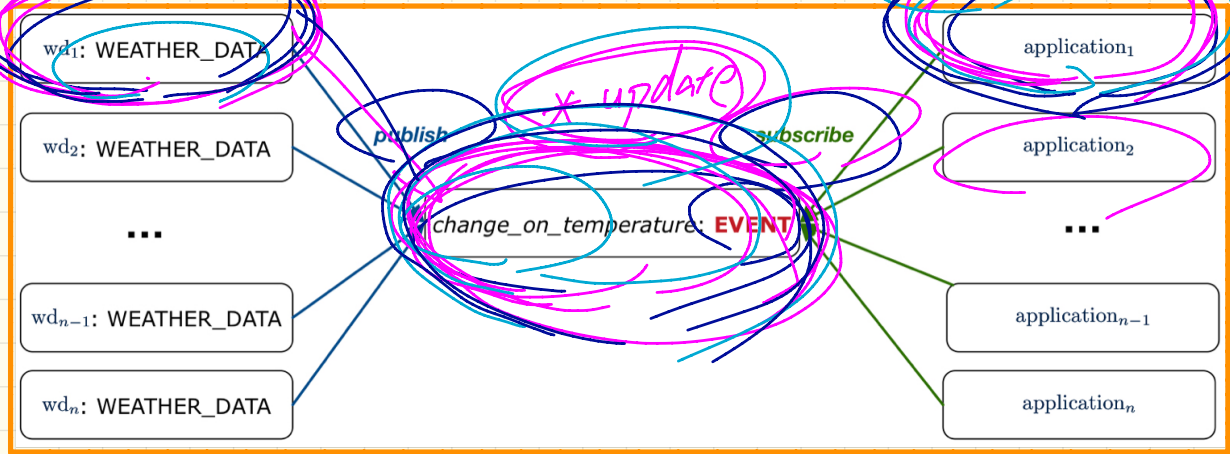 wd₁: WEATHER_DATA
application₁
* update
publish
subscribe
wd₂: WEATHER_DATA
application₂
change_on_temperature: EVENT
...
...
wdₙ₋₁: WEATHER_DATA
applicationₙ₋₁
wdₙ: WEATHER_DATA
applicationₙ